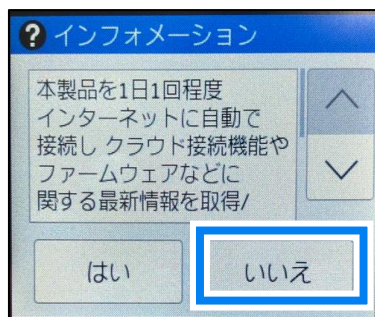 ? インフォメーション
本製品を1日1回程度
インターネットに自動で
接続し クラウド接続機能や
ファームウェアなどに
関する最新情報を取得/
はい
いいえ